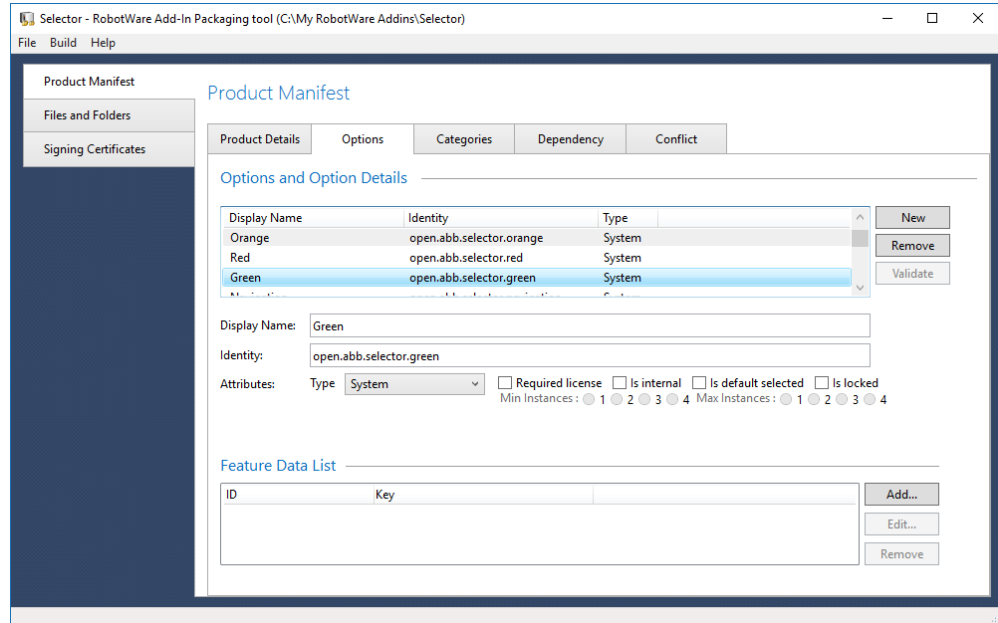 Selector - RobotWare Add-In Packaging tool (C:\My RobotWare Addins\Selector)
File Build Help
Product Manifest
Files and Folders
Signing Certificates
Product Manifest
Product Details Options Categories Dependency Conflict
Options and Option Details
Display Name Identity Type
Orange open.abb.selector.orange System
Red open.abb.selector.red System
Green open.abb.selector.green System
New
Remove
Validate
Display Name: Green
Identity: open.abb.selector.green
Attributes: Type System Required license Is internal Is default selected Is locked
Min Instances : 1 2 3 4 Max Instances : 1 2 3 4
Feature Data List
ID Key
Add...
Edit...
Remove